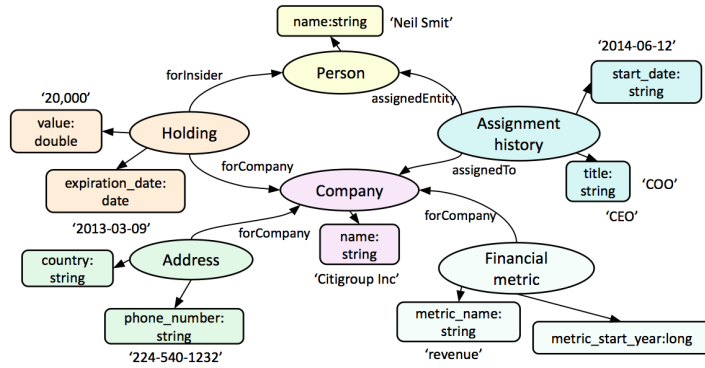 name:string
‘Neil Smit’
Person
forInsider
‘2014-06-12’
start_date:
string
assignedEntity
‘20,000’
value:
double
Holding
Assignment
history
forCompany
assignedTo
title:
string
‘COO’
‘CEO’
expiration_date:
date
‘2013-03-09’
Company
forCompany
forCompany
name:
string
‘Citigroup Inc’
country:
string
Address
Financial
metric
phone_number:
string
‘224-540-1232’
metric_name:
string
‘revenue’
metric_start_year:long